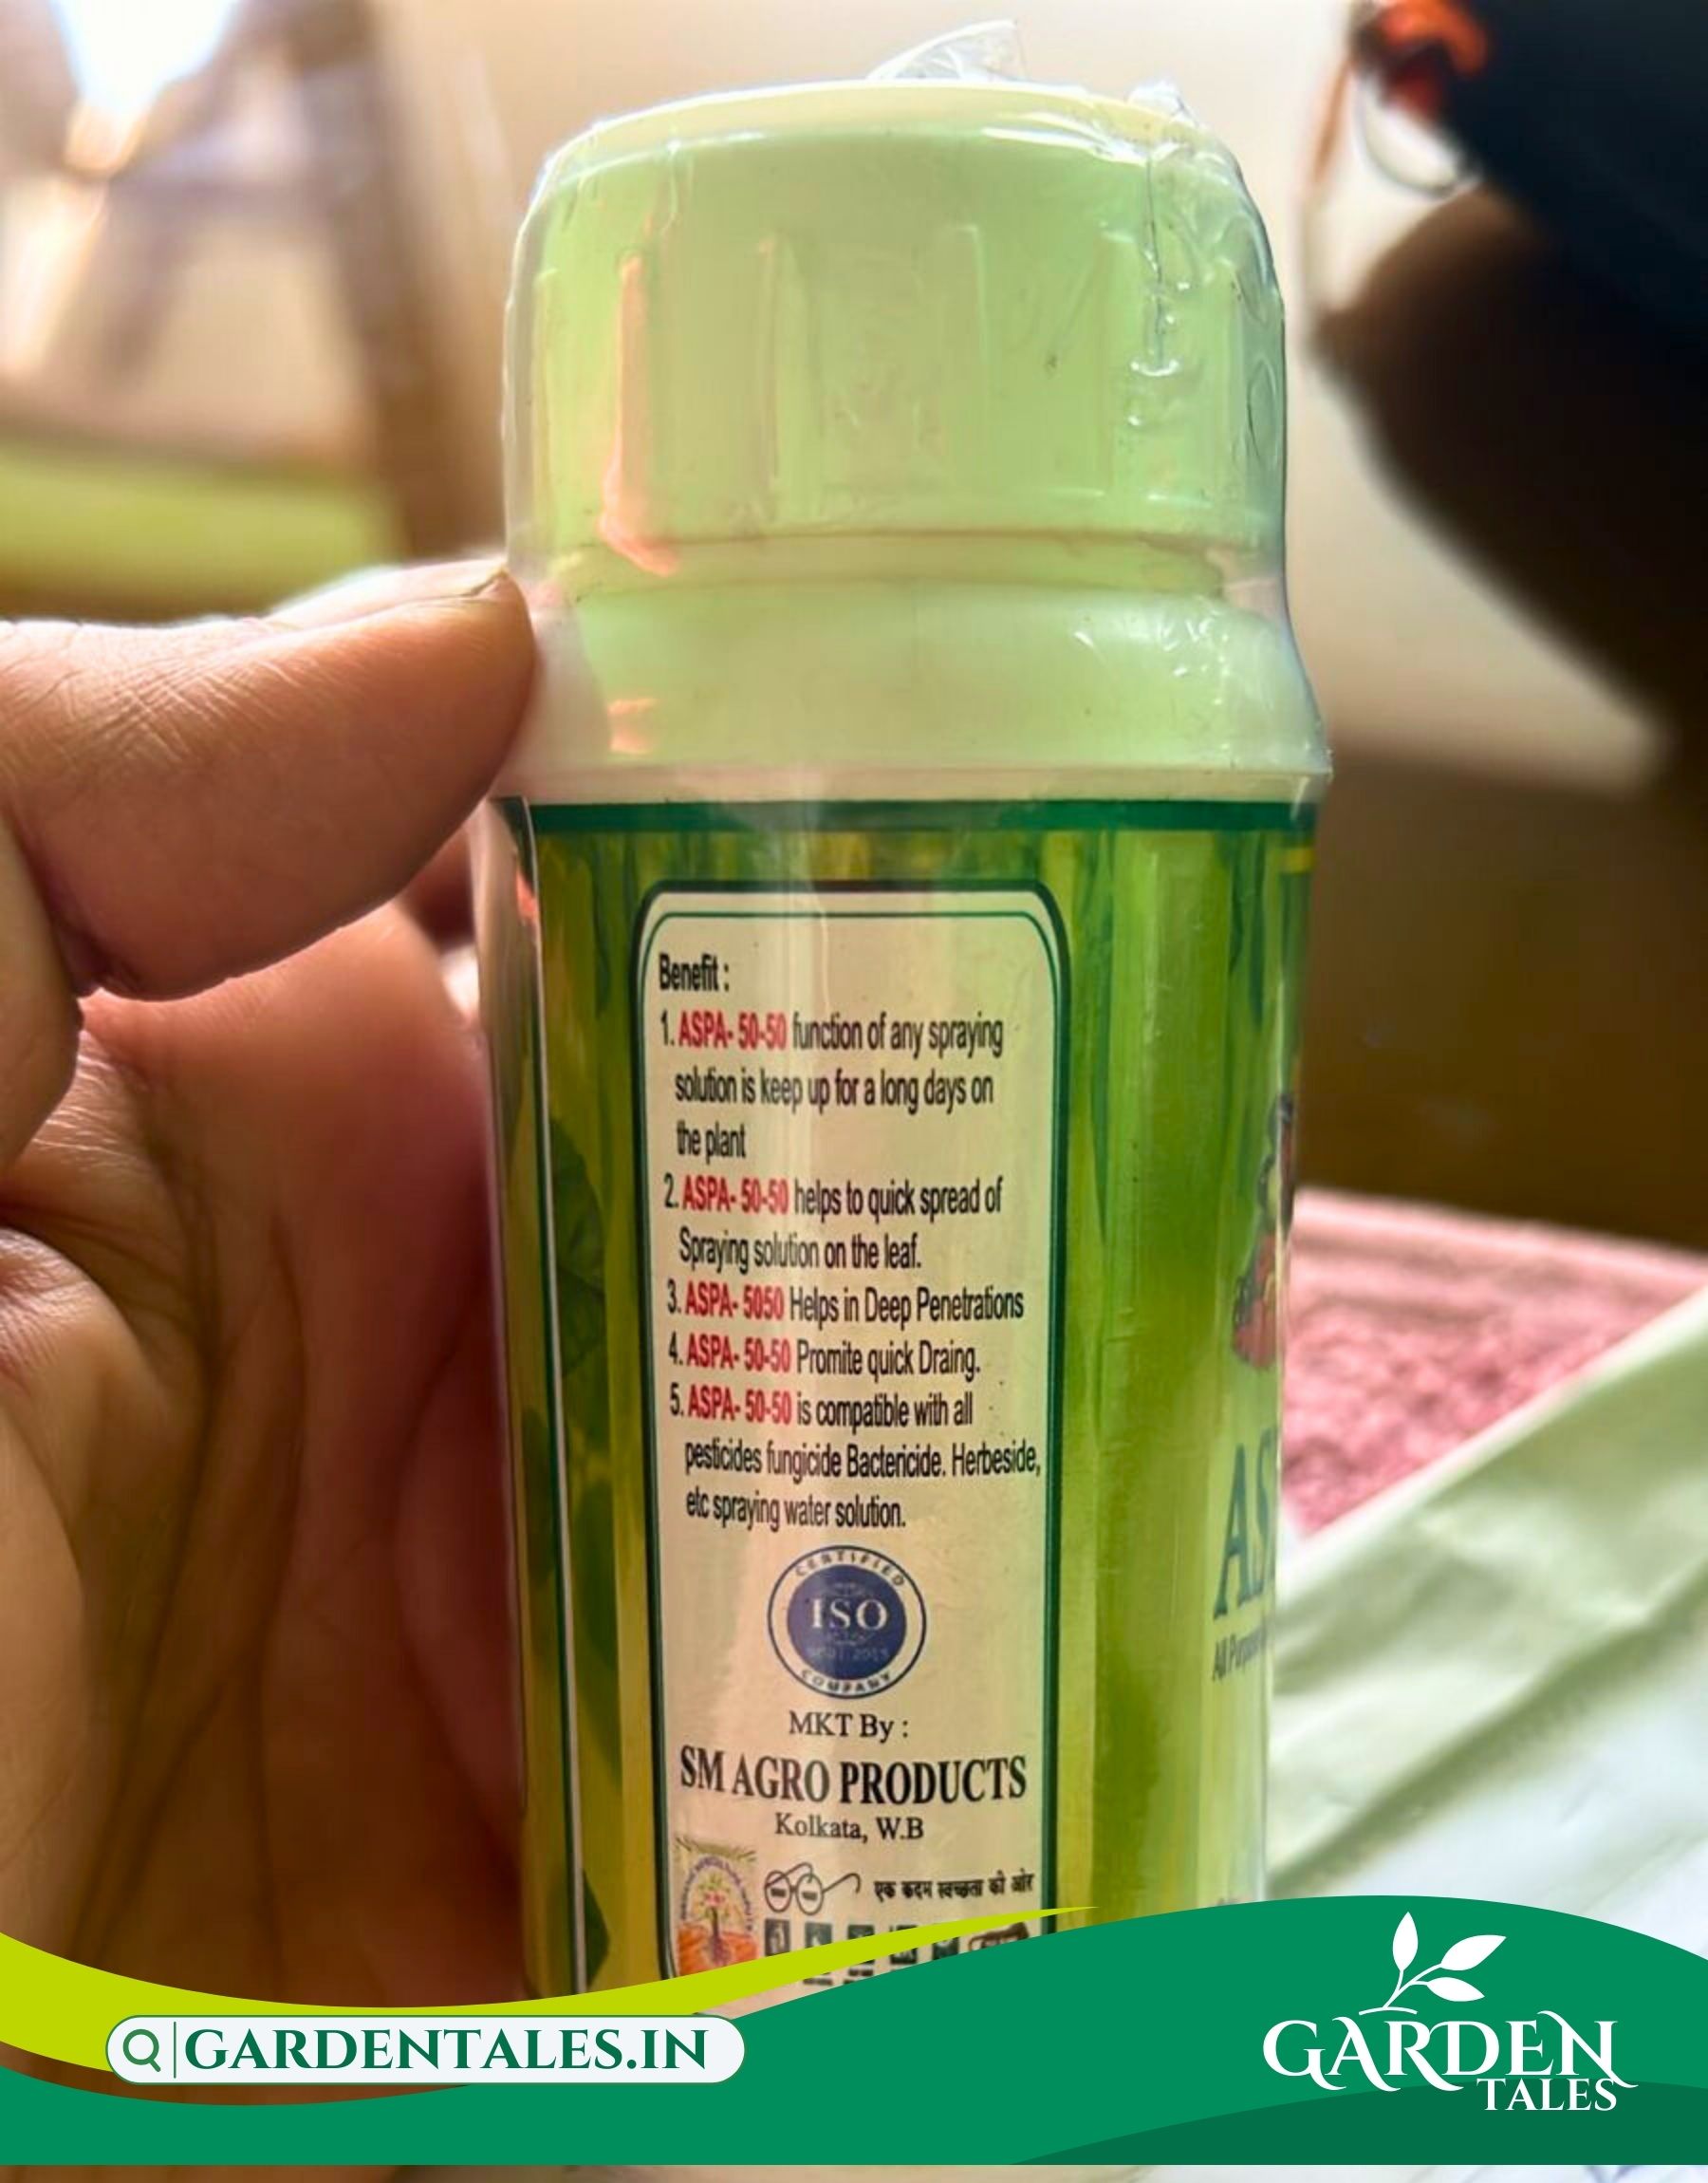 Benefit :
1. ASPA- 50-50 function of any spraying
solution is keep up for a long days on
the plant
2. ASPA- 50-50 helps to quick spread of
Spraying solution on the leaf.
3. ASPA- 5050 Helps in Deep Penetrations
4. ASPA- 50-50 Promite quick Draing.
5. ASPA- 50-50 is compatible with all
pesticides fungicide Bactericide. Herbeside,
etc spraying water solution.
CERTIFIED
ISO
COMPANY
MKT By :
SM AGRO PRODUCTS
Kolkata, W.B
एक कदम स्वच्छता की ओर
AS
All
GARDENTALES.IN
GARDEN
TALES